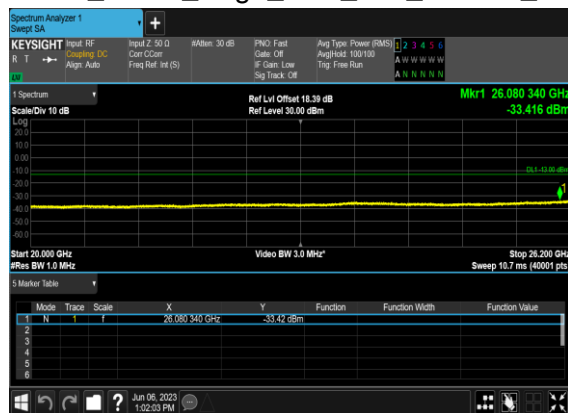 Spectrum Analyzer 1
Swept SA
+
KEYSIGHT Input: RF Input Z: 50 Ω #Atten: 30 dB PNO: Fast Avg Type: Power (RMS) 1 2 3 4 5 6
R T Coupling: DC Corr CCorr Gate: Off Avg|Hold: 100/100 A W W W W W
Align: Auto Freq Ref: Int (S) IF Gain: Low Trig: Free Run
Sig Track: Off A N N N N N
1 Spectrum Ref Lvl Offset 18.39 dB Mkr1 26.080 340 GHz
Scale/Div 10 dB Ref Level 30.00 dBm -33.416 dBm
Log
20.0
10.0
0.00
-10.0 DL1 -13.00 dBm
-20.0 1
-30.0
-40.0
-50.0
-60.0
Start 20.000 GHz Video BW 3.0 MHz* Stop 26.200 GHz
#Res BW 1.0 MHz Sweep 10.7 ms (40001 pts)
5 Marker Table
Mode Trace Scale X Y Function Function Width Function Value
1 N 1 f 26.080 340 GHz -33.42 dBm
2
3
4
5
6
? Jun 06, 2023
1:02:03 PM